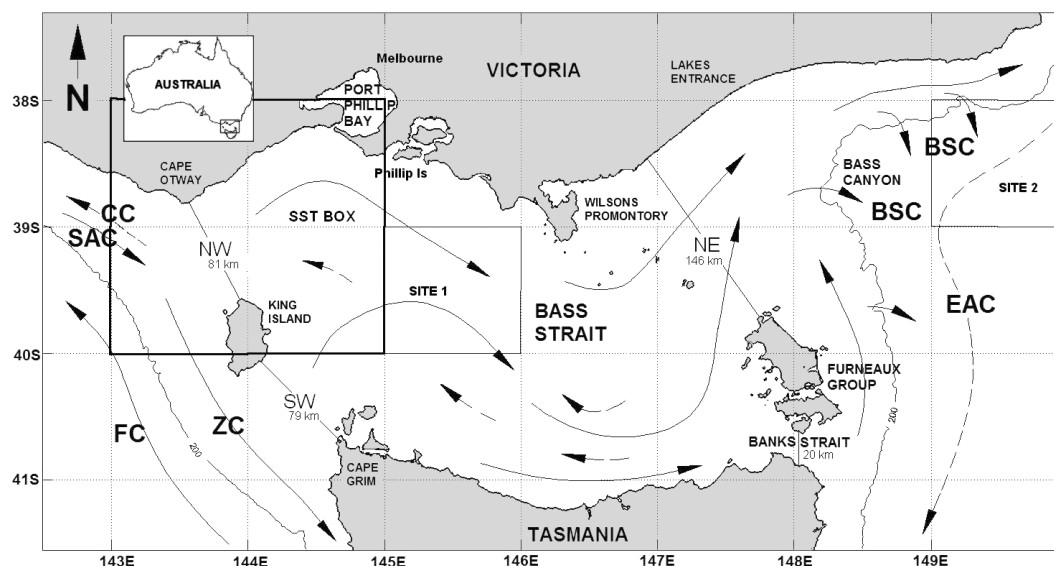 Melbourne
AUSTRALIA
VICTORIA
LAKES
ENTRANCE
PORT
PHILLIP
BAY
38S
N
BSC
BASS
CANYON
Phillip Is
CAPE
OTWAY
SITE 2
WILSONS
PROMONTORY
CC
SST BOX
BSC
39S
SAC
NW
81 km
NE
146 km
SITE 1
KING
ISLAND
BASS
STRAIT
EAC
40S
FURNEAUX
GROUP
SW
79 km
FC
ZC
200
200
BANKS STRAIT
20 km
CAPE
GRIM
41S
TASMANIA
143E
144E
145E
146E
147E
148E
149E